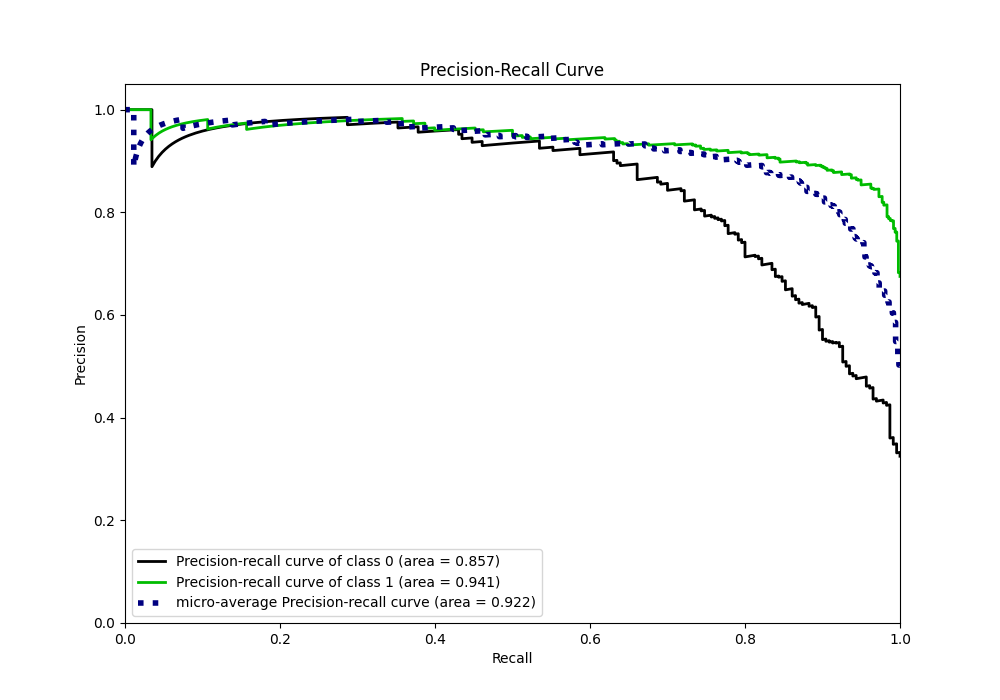 Precision-Recall Curve
1.0
0.8
0.6
0.4
0.2
0.0
Precision
Precision-recall curve of class 0 (area = 0.857)
Precision-recall curve of class 1 (area = 0.941)
micro-average Precision-recall curve (area = 0.922)
0.0 0.2 0.4 0.6 0.8 1.0
Recall